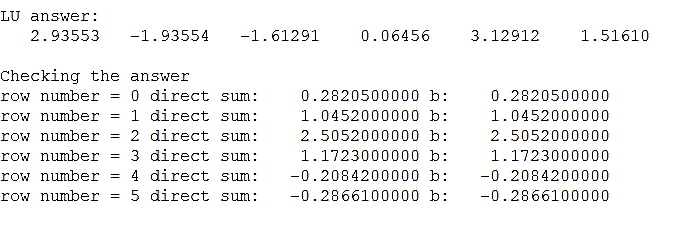 LU answer:
2.93553 -1.93554 -1.61291 0.06456 3.12912 1.51610
Checking the answer
row number = 0 direct sum: 0.2820500000 b: 0.2820500000
row number = 1 direct sum: 1.0452000000 b: 1.0452000000
row number = 2 direct sum: 2.5052000000 b: 2.5052000000
row number = 3 direct sum: 1.1723000000 b: 1.1723000000
row number = 4 direct sum: -0.2084200000 b: -0.2084200000
row number = 5 direct sum: -0.2866100000 b: -0.2866100000